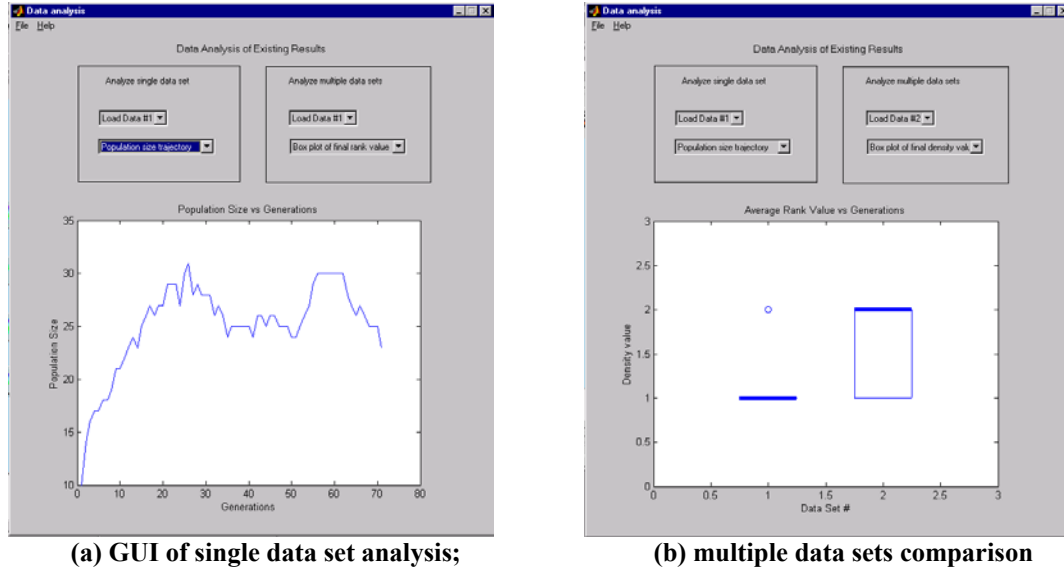 Data analysis
File Help
Data Analysis of Existing Results
Analyze single data set
Analyze multiple data sets
Load Data #1
Load Data #1
Population size trajectory
Box plot of final rank value
Population Size vs Generations
35
30
25
20
15
10
Population Size
0 10 20 30 40 50 60 70 80
Generations
(a) GUI of single data set analysis;
Data analysis
File Help
Data Analysis of Existing Results
Analyze single data set
Analyze multiple data sets
Load Data #1
Load Data #2
Population size trajectory
Box plot of final density val
Average Rank Value vs Generations
3
2.5
2
1.5
1
0.5
0
Density value
0 0.5 1 1.5 2 2.5 3
Data Set #
(b) multiple data sets comparison